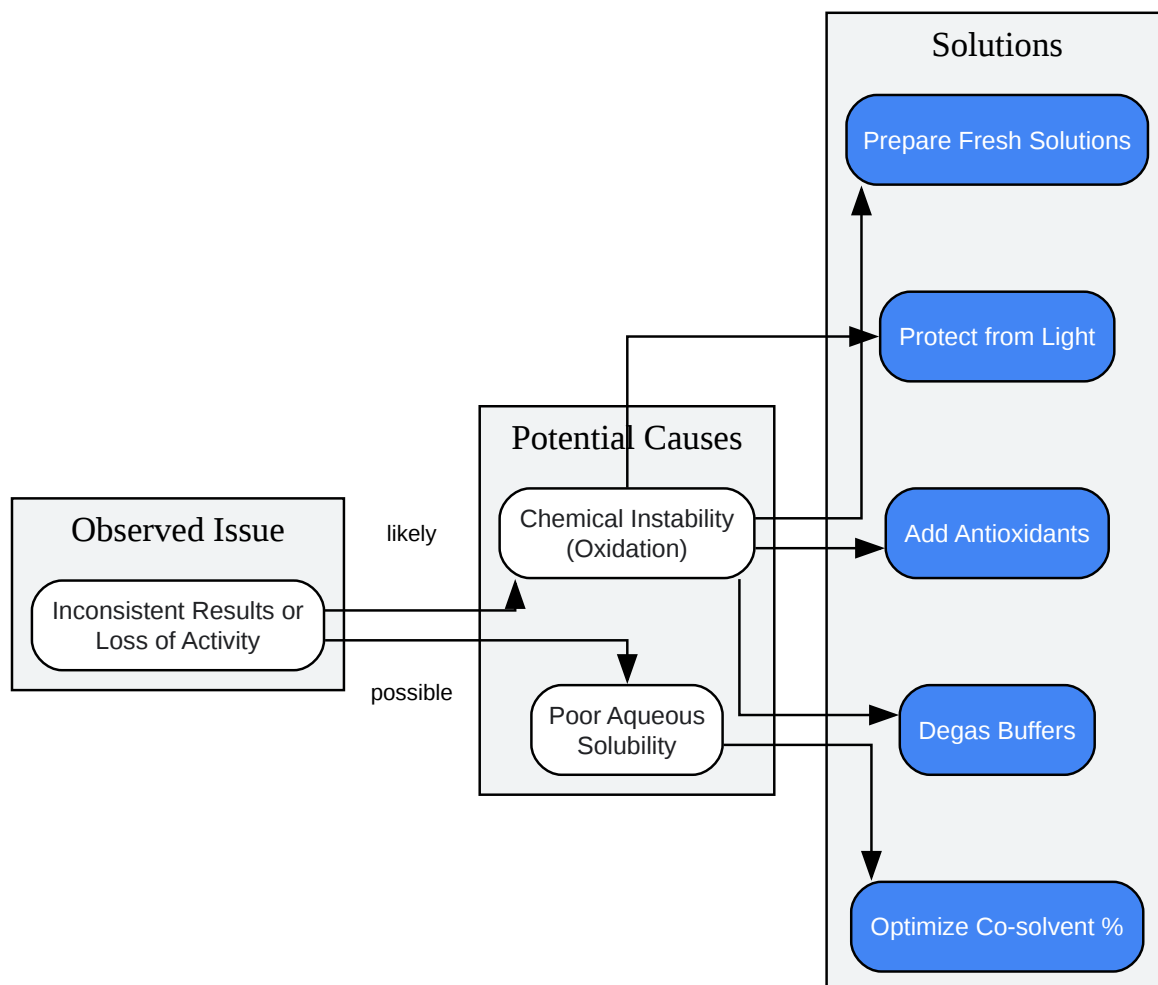 Observed Issue
Inconsistent Results or
Loss of Activity
likely
possible
Potential Causes
Chemical Instability
(Oxidation)
Poor Aqueous
Solubility
Solutions
Prepare Fresh Solutions
Protect from Light
Add Antioxidants
Degas Buffers
Optimize Co-solvent %